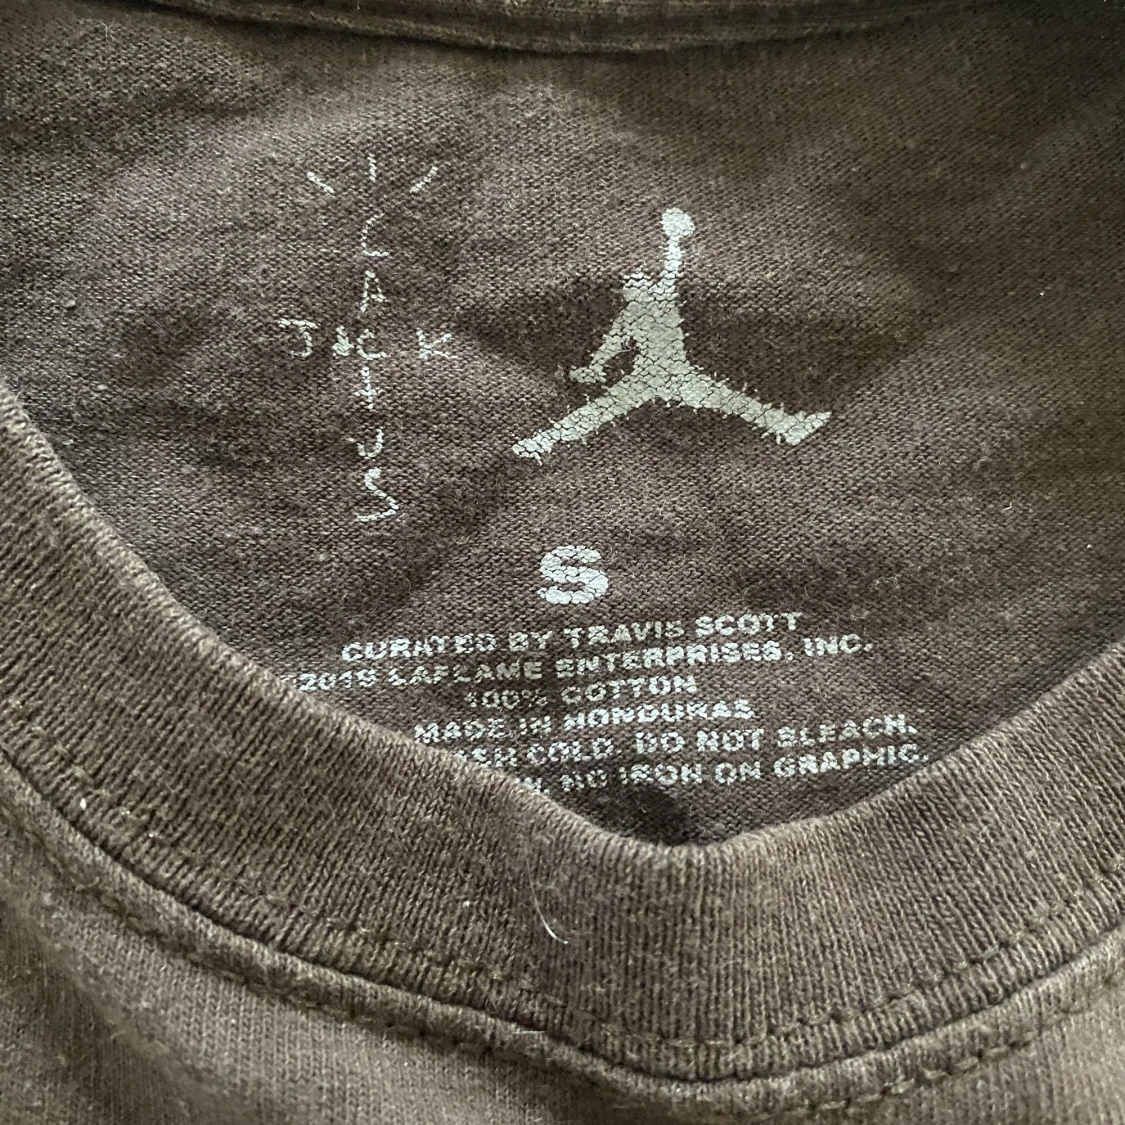 CACTUS
JACK
S
CURATED BY TRAVIS SCOTT
©2019 LAFLAME ENTERPRISES, INC.
100% COTTON
MADE IN HONDURAS
COLD. DO NOT BLEACH.
NO IRON ON GRAPHIC.